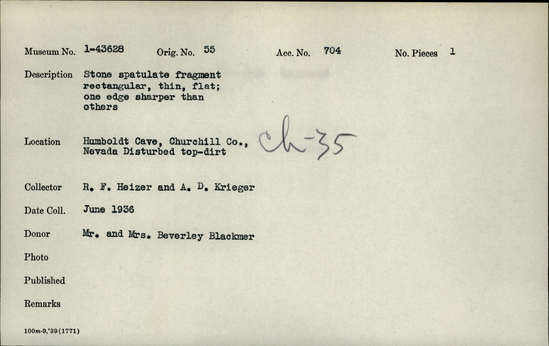 Museum No. 1-43628 Orig. No. 55 Acc. No. 704 No. Pieces 1
Description Stone spatulate fragment
rectangular, thin, flat;
one edge sharper than
others
Location Humboldt Cave, Churchill Co.,
Nevada Disturbed top-dirt
Ch-35
Collector R. F. Heizer and A. D. Krieger
Date Coll. June 1936
Donor Mr. and Mrs. Beverley Blackmer
Photo
Published
Remarks
100m-9,'39(1771)